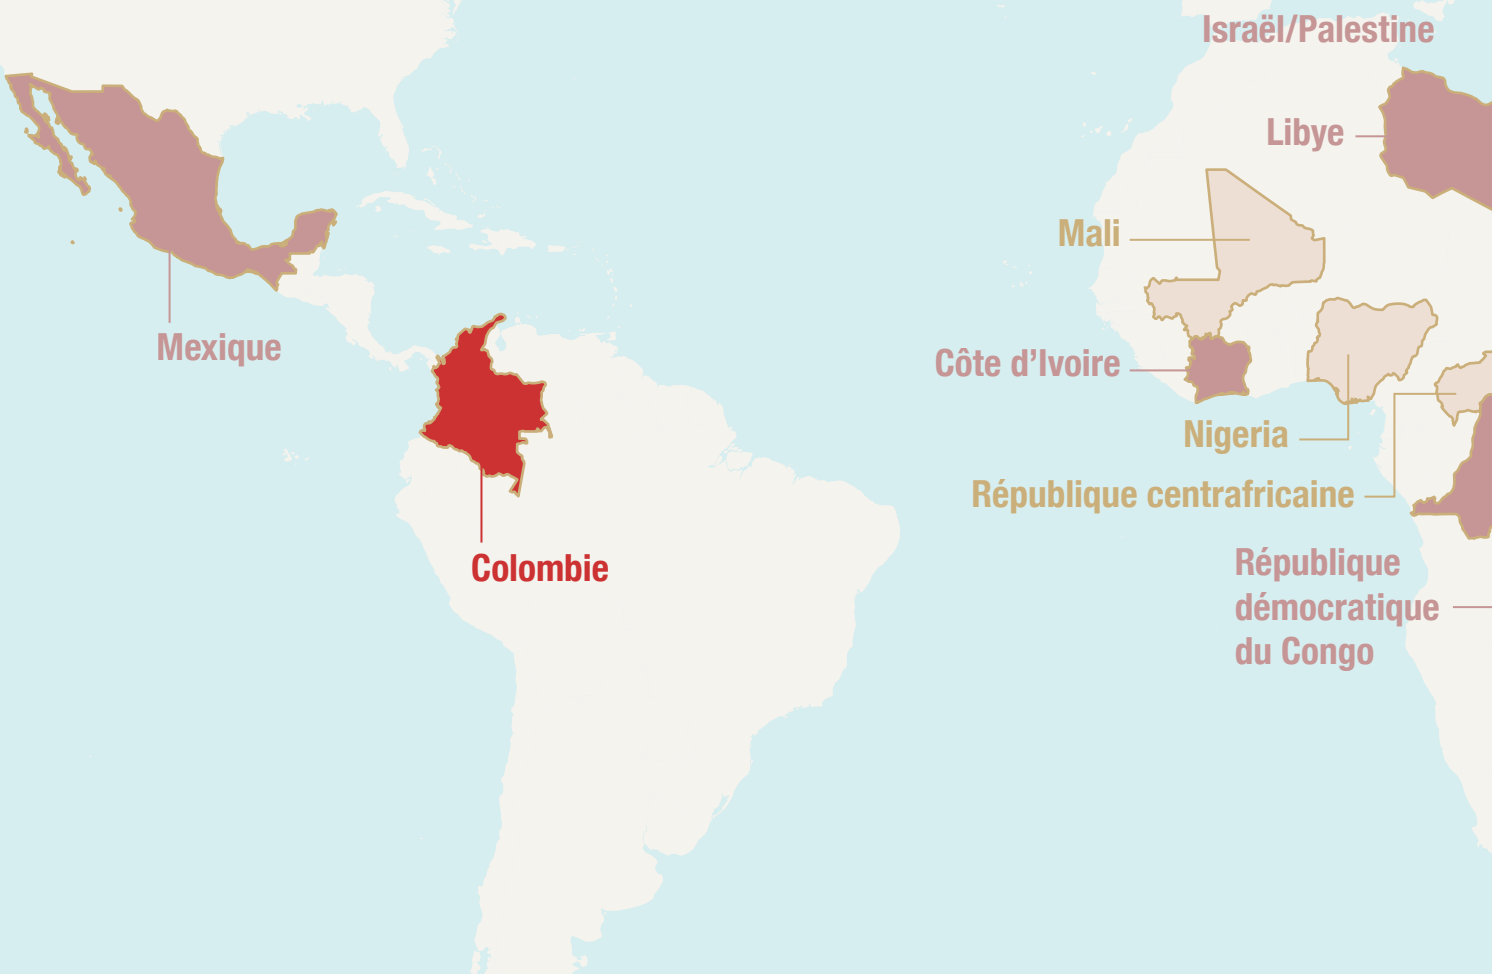 Israël/Palestine
Libye
Mali
Mexique
Côte d’Ivoire
Nigeria
République centrafricaine
Colombie
République
démocratique
du Congo